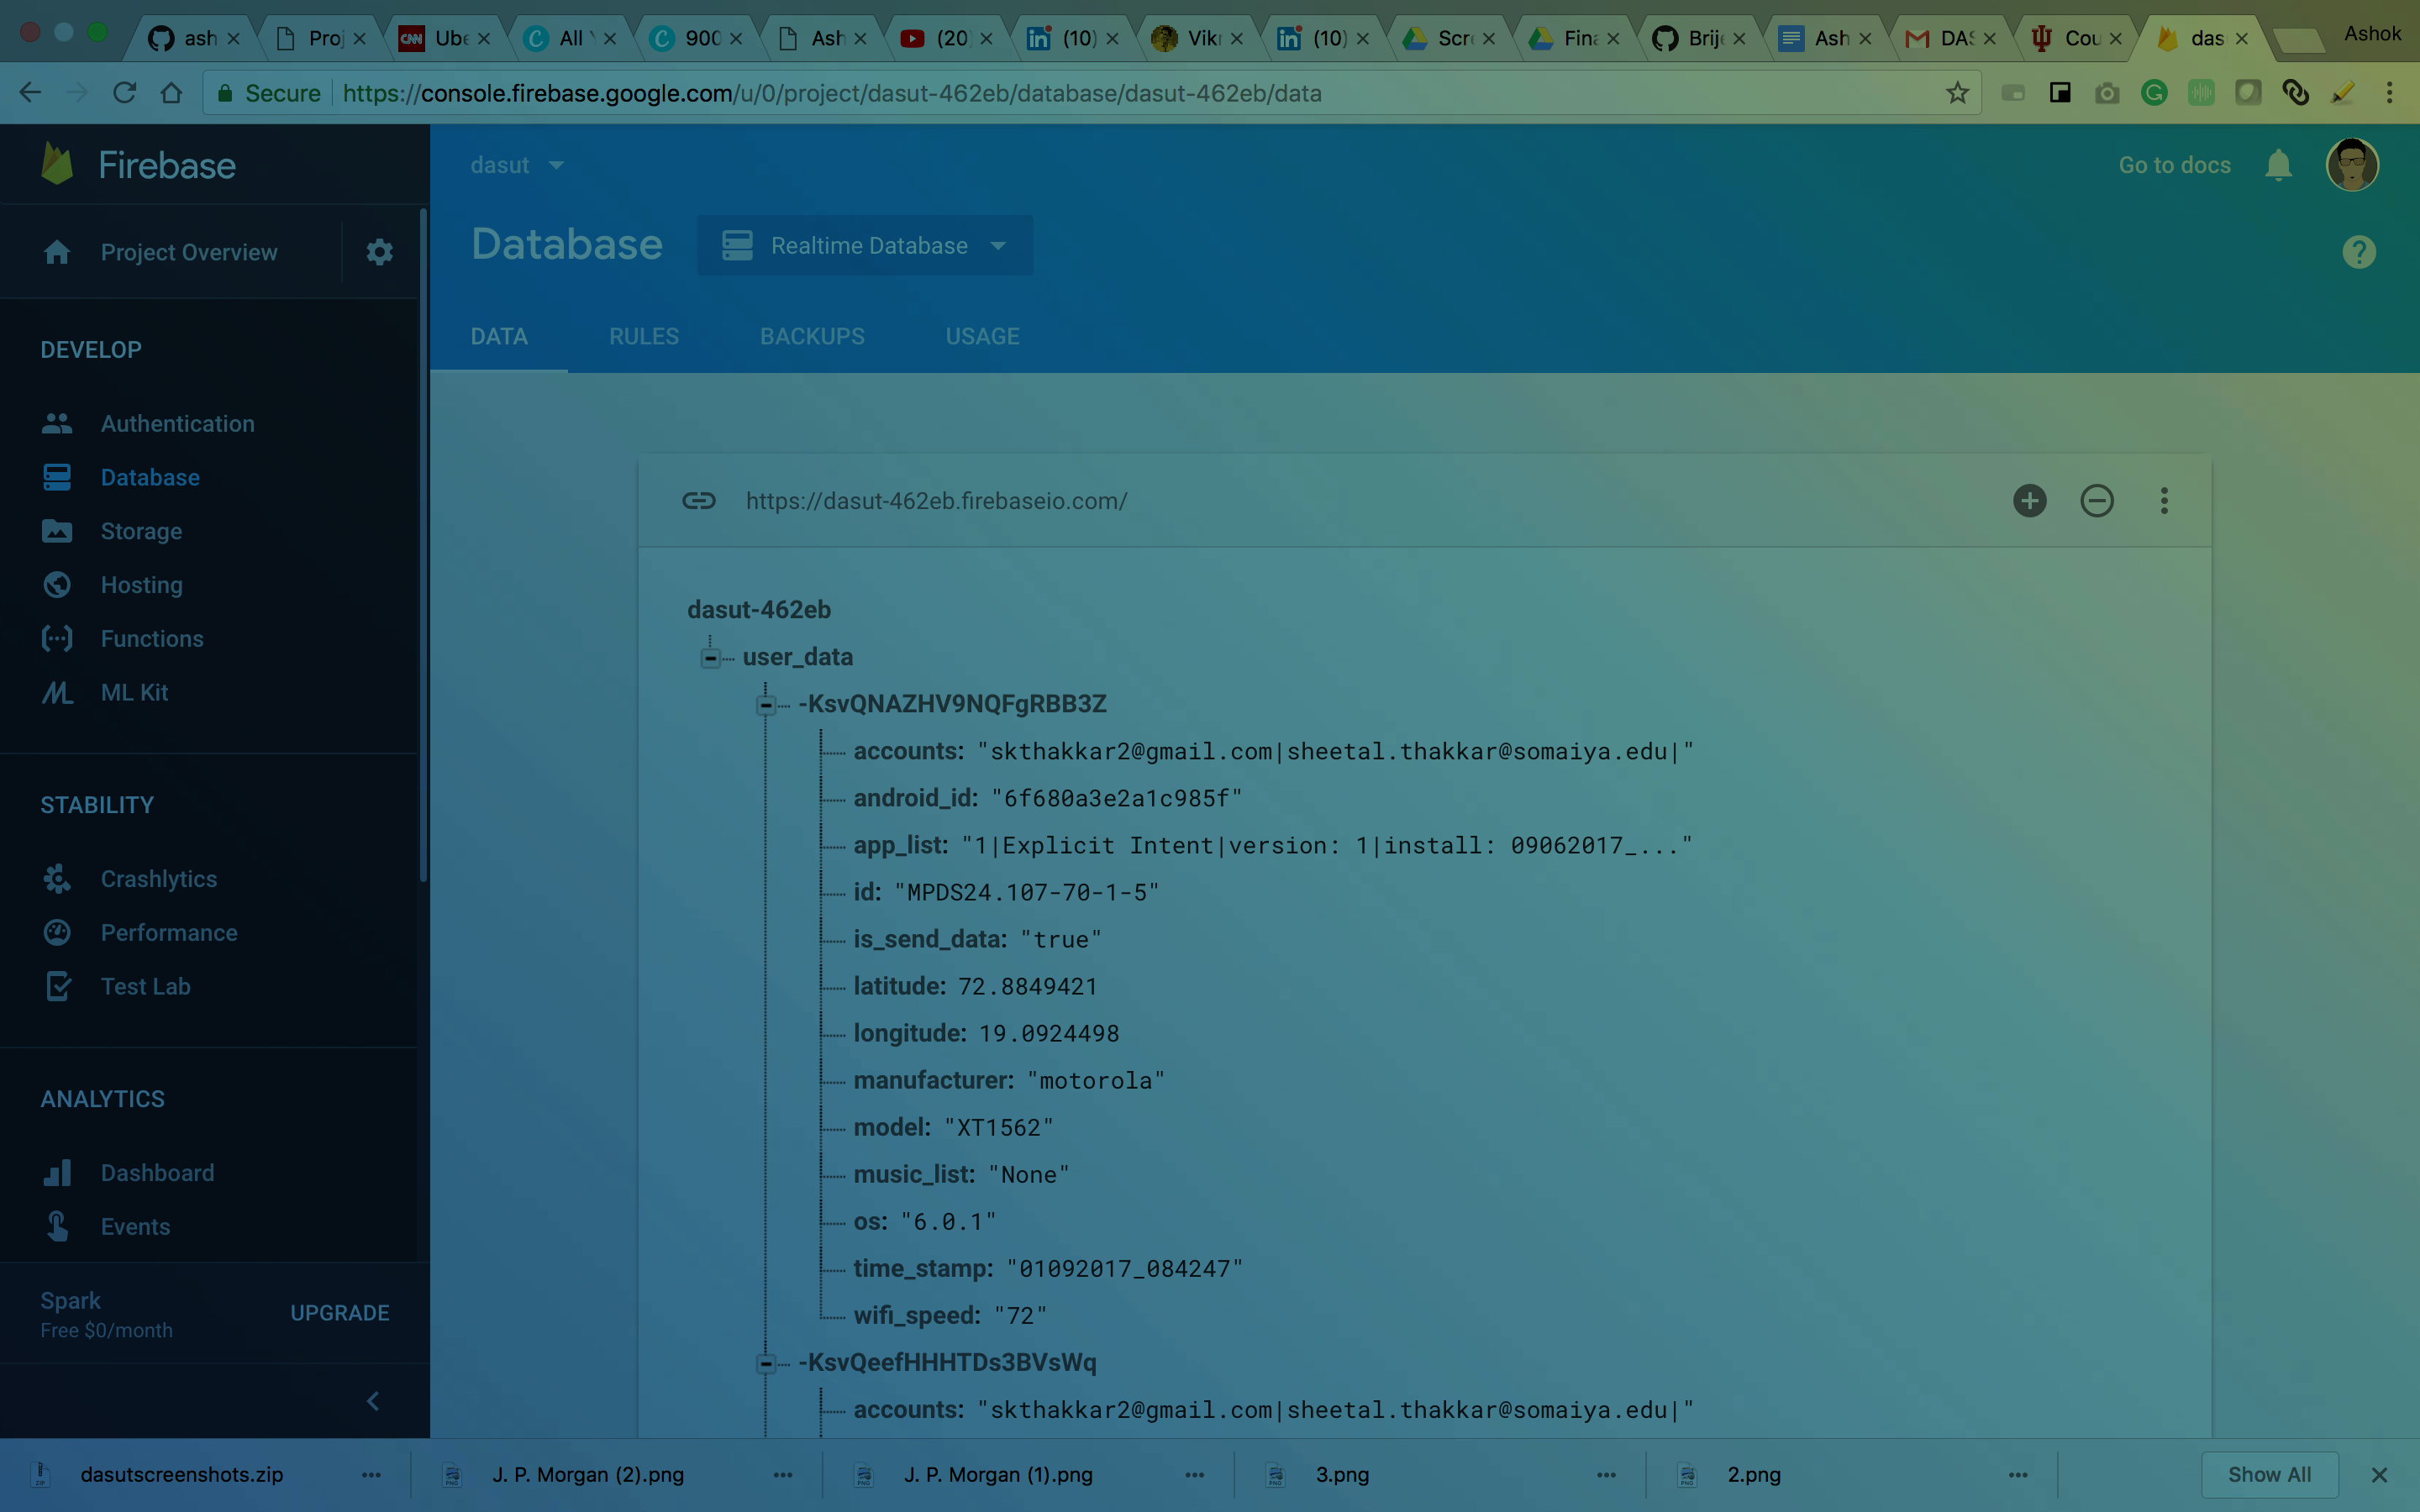 ash Proj Ube All 900 Ash (20) (10) Vikr (10) Scre Fina Brije Ash DAS Cou das Ashok
Secure https://console.firebase.google.com/u/0/project/dasut-462eb/database/dasut-462eb/data
Firebase
dasut
Go to docs
Project Overview
Database
Realtime Database
DATA RULES BACKUPS USAGE
DEVELOP
Authentication
Database
Storage
Hosting
Functions
ML Kit
STABILITY
Crashlytics
Performance
Test Lab
ANALYTICS
Dashboard
Events
Spark
Free $0/month
UPGRADE
https://dasut-462eb.firebaseio.com/
dasut-462eb
user_data
-KsvQNAZHV9NQFgRBB3Z
accounts: "skthakkar2@gmail.com|sheetal.thakkar@somaiya.edu|"
android_id: "6f680a3e2a1c985f"
app_list: "1|Explicit Intent|version: 1|install: 09062017_..."
id: "MPDS24.107-70-1-5"
is_send_data: "true"
latitude: 72.8849421
longitude: 19.0924498
manufacturer: "motorola"
model: "XT1562"
music_list: "None"
os: "6.0.1"
time_stamp: "01092017_084247"
wifi_speed: "72"
-KsvQeefHHHTDs3BVsWq
accounts: "skthakkar2@gmail.com|sheetal.thakkar@somaiya.edu|"
dasutscreenshots.zip J. P. Morgan (2).png J. P. Morgan (1).png 3.png 2.png Show All